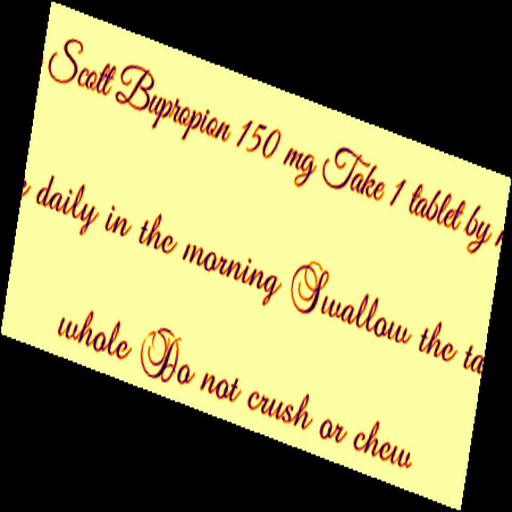 Scott Bupropion 150 mg Take 1 tablet by
daily in the morning Swallow the
whole Do not crush or chew